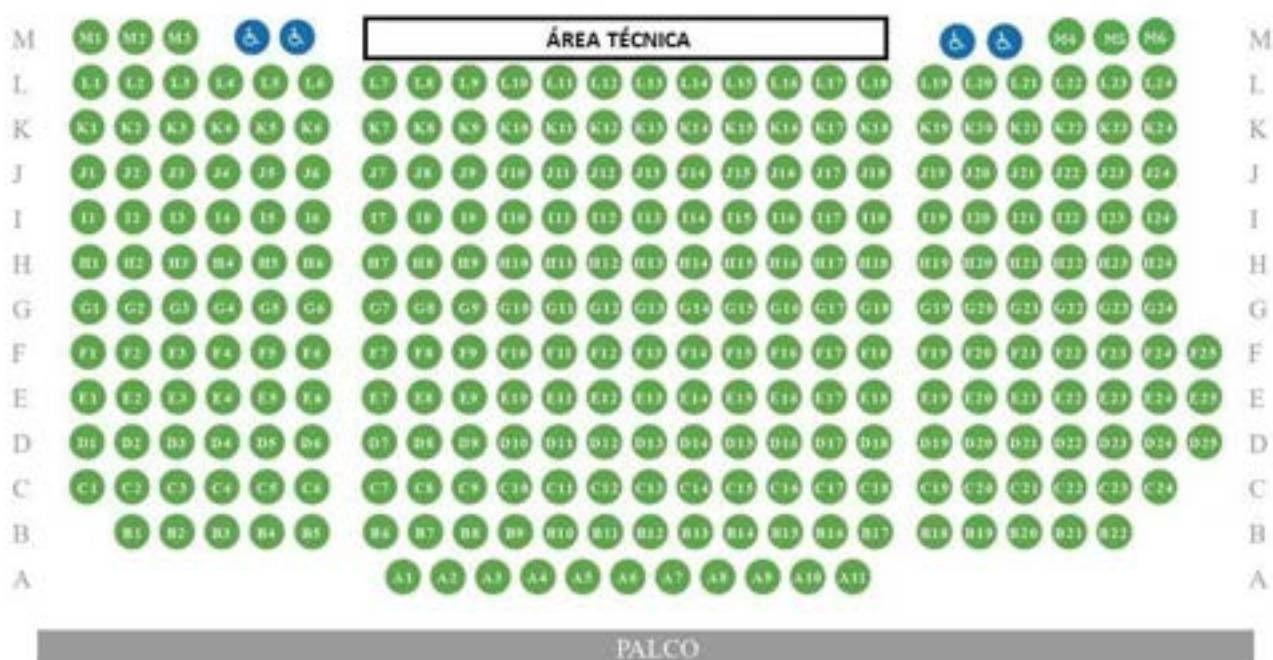 M M1 M2 M3 ÁREA TÉCNICA M4 M5 M6 M
L L1 L2 L3 L4 L5 L6 L7 L8 L9 L10 L11 L12 L13 L14 L15 L16 L17 L18 L19 L20 L21 L22 L23 L24 L
K K1 K2 K3 K4 K5 K6 K7 K8 K9 K10 K11 K12 K13 K14 K15 K16 K17 K18 K19 K20 K21 K22 K23 K24 K
J J1 J2 J3 J4 J5 J6 J7 J8 J9 J10 J11 J12 J13 J14 J15 J16 J17 J18 J19 J20 J21 J22 J23 J24 J
I I1 I2 I3 I4 I5 I6 I7 I8 I9 I10 I11 I12 I13 I14 I15 I16 I17 I18 I19 I20 I21 I22 I23 I24 I
H H1 H2 H3 H4 H5 H6 H7 H8 H9 H10 H11 H12 H13 H14 H15 H16 H17 H18 H19 H20 H21 H22 H23 H24 H
G G1 G2 G3 G4 G5 G6 G7 G8 G9 G10 G11 G12 G13 G14 G15 G16 G17 G18 G19 G20 G21 G22 G23 G24 G
F F1 F2 F3 F4 F5 F6 F7 F8 F9 F10 F11 F12 F13 F14 F15 F16 F17 F18 F19 F20 F21 F22 F23 F24 F25 F
E E1 E2 E3 E4 E5 E6 E7 E8 E9 E10 E11 E12 E13 E14 E15 E16 E17 E18 E19 E20 E21 E22 E23 E24 E25 E
D D1 D2 D3 D4 D5 D6 D7 D8 D9 D10 D11 D12 D13 D14 D15 D16 D17 D18 D19 D20 D21 D22 D23 D24 D25 D
C C1 C2 C3 C4 C5 C6 C7 C8 C9 C10 C11 C12 C13 C14 C15 C16 C17 C18 C19 C20 C21 C22 C23 C24 C
B B1 B2 B3 B4 B5 B6 B7 B8 B9 B10 B11 B12 B13 B14 B15 B16 B17 B18 B19 B20 B21 B22 B
A A1 A2 A3 A4 A5 A6 A7 A8 A9 A10 A11 A
PALCO